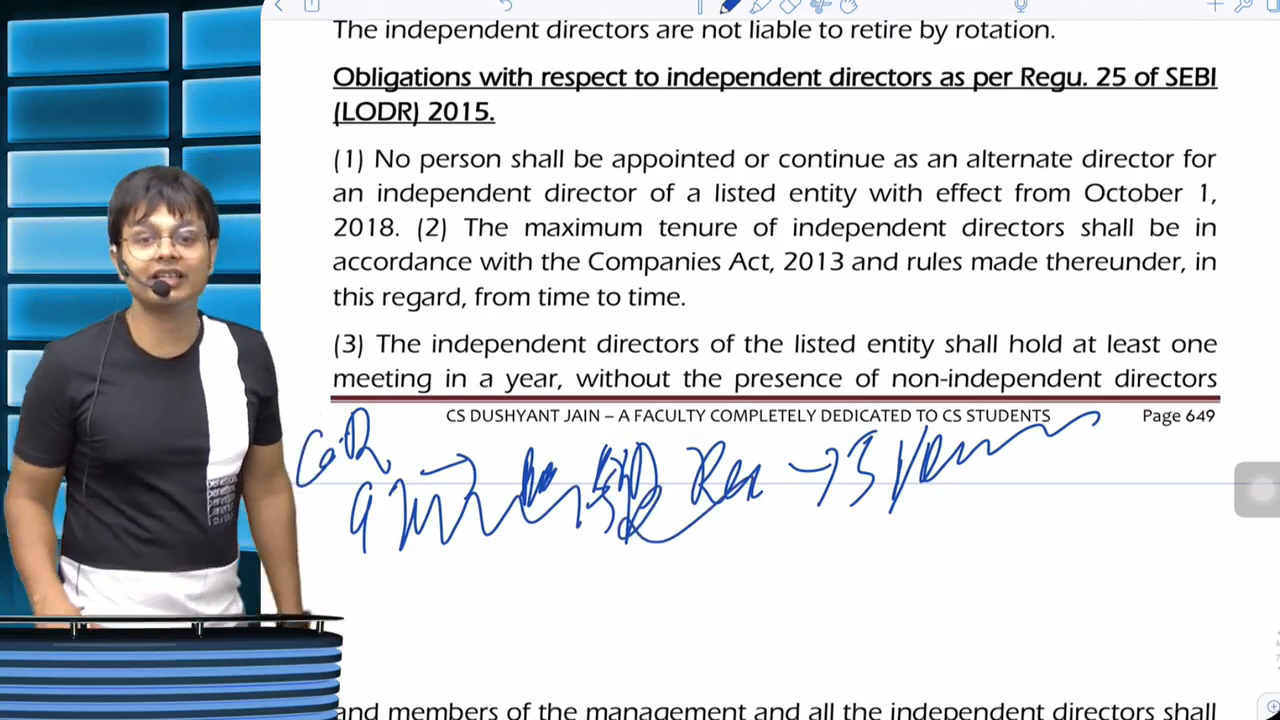 The independent directors are not liable to retire by rotation.
Obligations with respect to independent directors as per Regu. 25 of SEBI
(LODR) 2015.
(1) No person shall be appointed or continue as an alternate director for
an independent director of a listed entity with effect from October 1,
2018. (2) The maximum tenure of independent directors shall be in
accordance with the Companies Act, 2013 and rules made thereunder, in
this regard, from time to time.
(3) The independent directors of the listed entity shall hold at least one
meeting in a year, without the presence of non-independent directors
CS DUSHYANT JAIN – A FACULTY COMPLETELY DEDICATED TO CS STUDENTS Page 649
and members of the management and all the independent directors shall